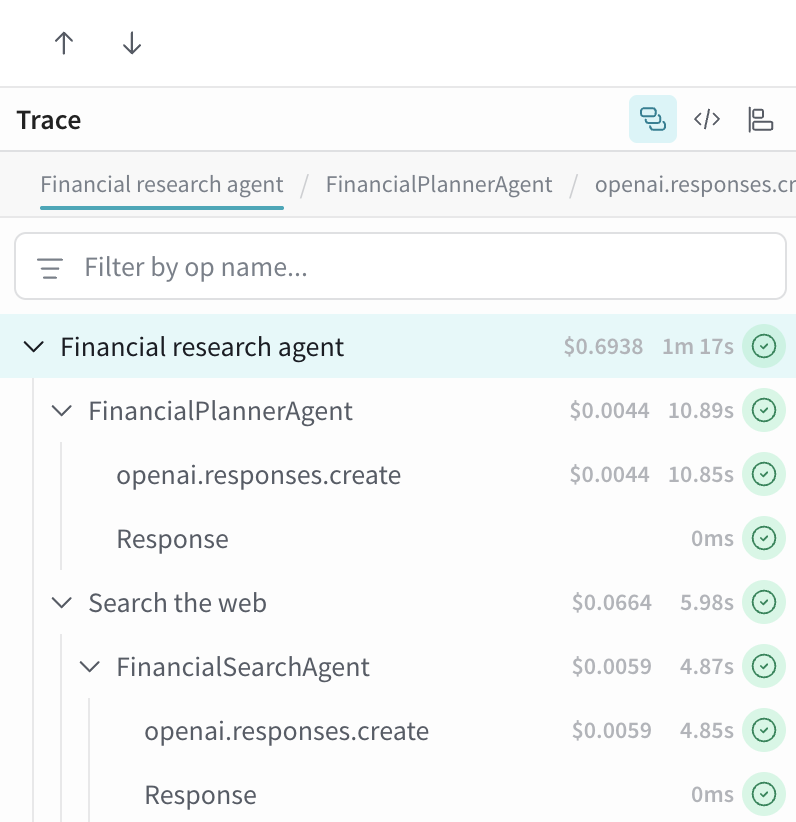 Trace
Financial research agent / FinancialPlannerAgent / openai.responses.cr
Filter by op name...
Financial research agent $0.6938 1m 17s
FinancialPlannerAgent $0.0044 10.89s
openai.responses.create $0.0044 10.85s
Response 0ms
Search the web $0.0664 5.98s
FinancialSearchAgent $0.0059 4.87s
openai.responses.create $0.0059 4.85s
Response 0ms